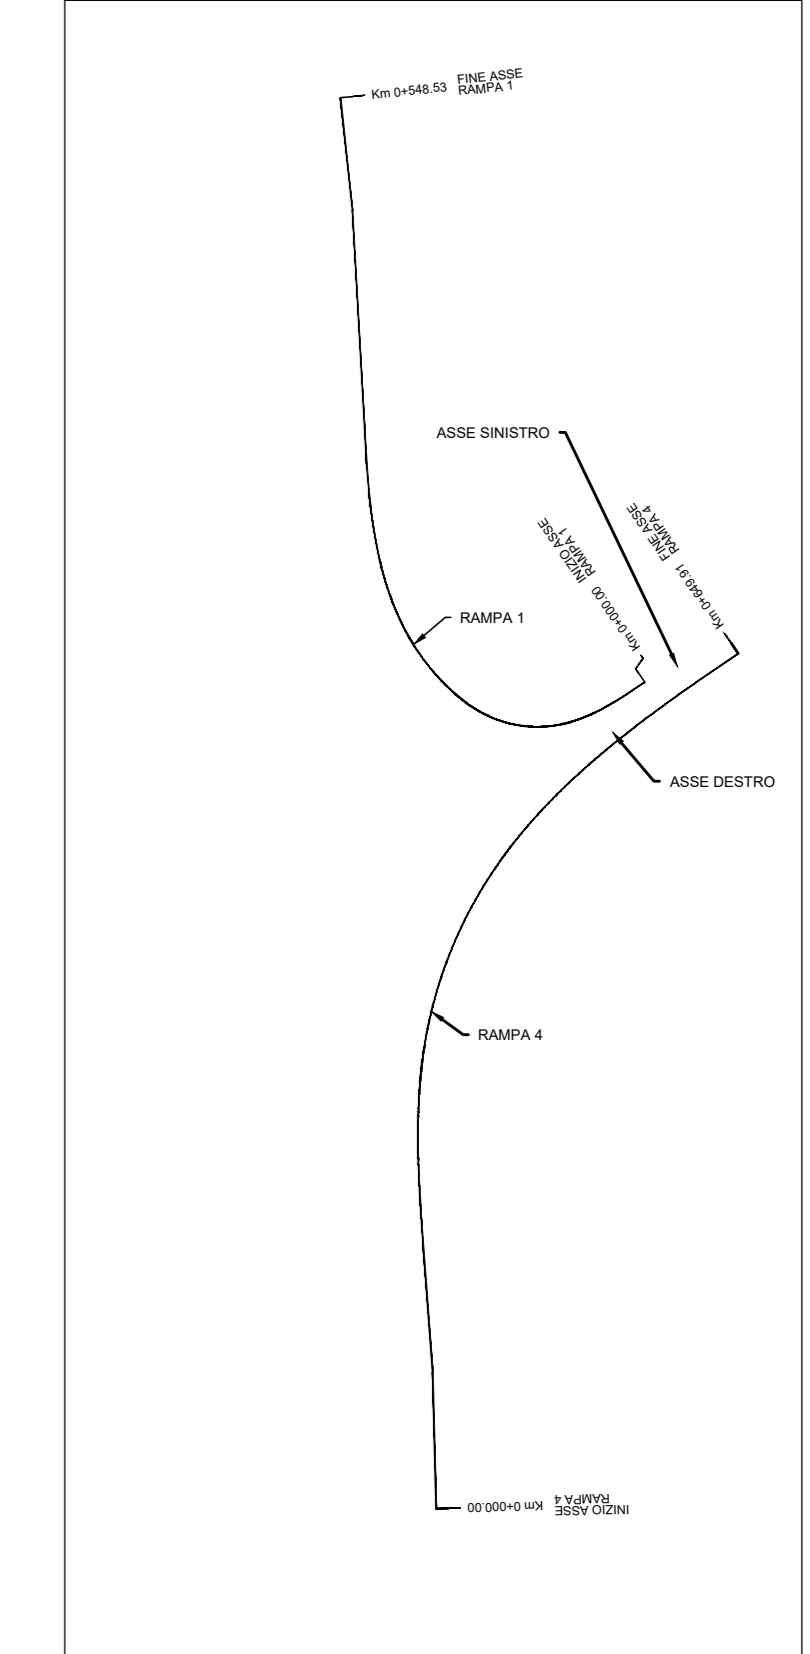 Km 0+548.53
FINE ASSE
RAMPA 1
ASSE SINISTRO
FINE ASSE
RAMPA 4
Km 0+649.91
INIZIO ASSE
RAMPA 1
Km 0+000.00
RAMPA 1
ASSE DESTRO
RAMPA 4
INIZIO ASSE
RAMPA 4
Km 0+000.00